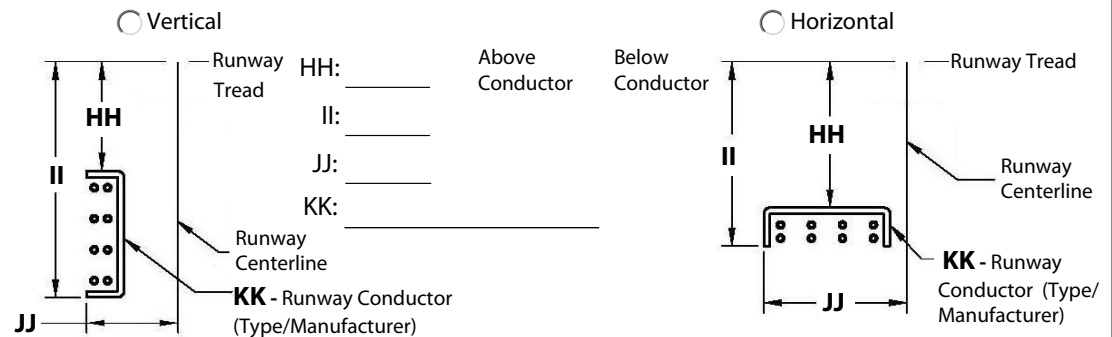 Vertical
Horizontal
Runway
Tread
HH
II
Runway
Centerline
KK - Runway Conductor
(Type/Manufacturer)
JJ
HH:
II:
JJ:
KK:
Above
Conductor
Below
Conductor
Runway Tread
HH
II
Runway
Centerline
KK - Runway
Conductor (Type/
Manufacturer)
JJ